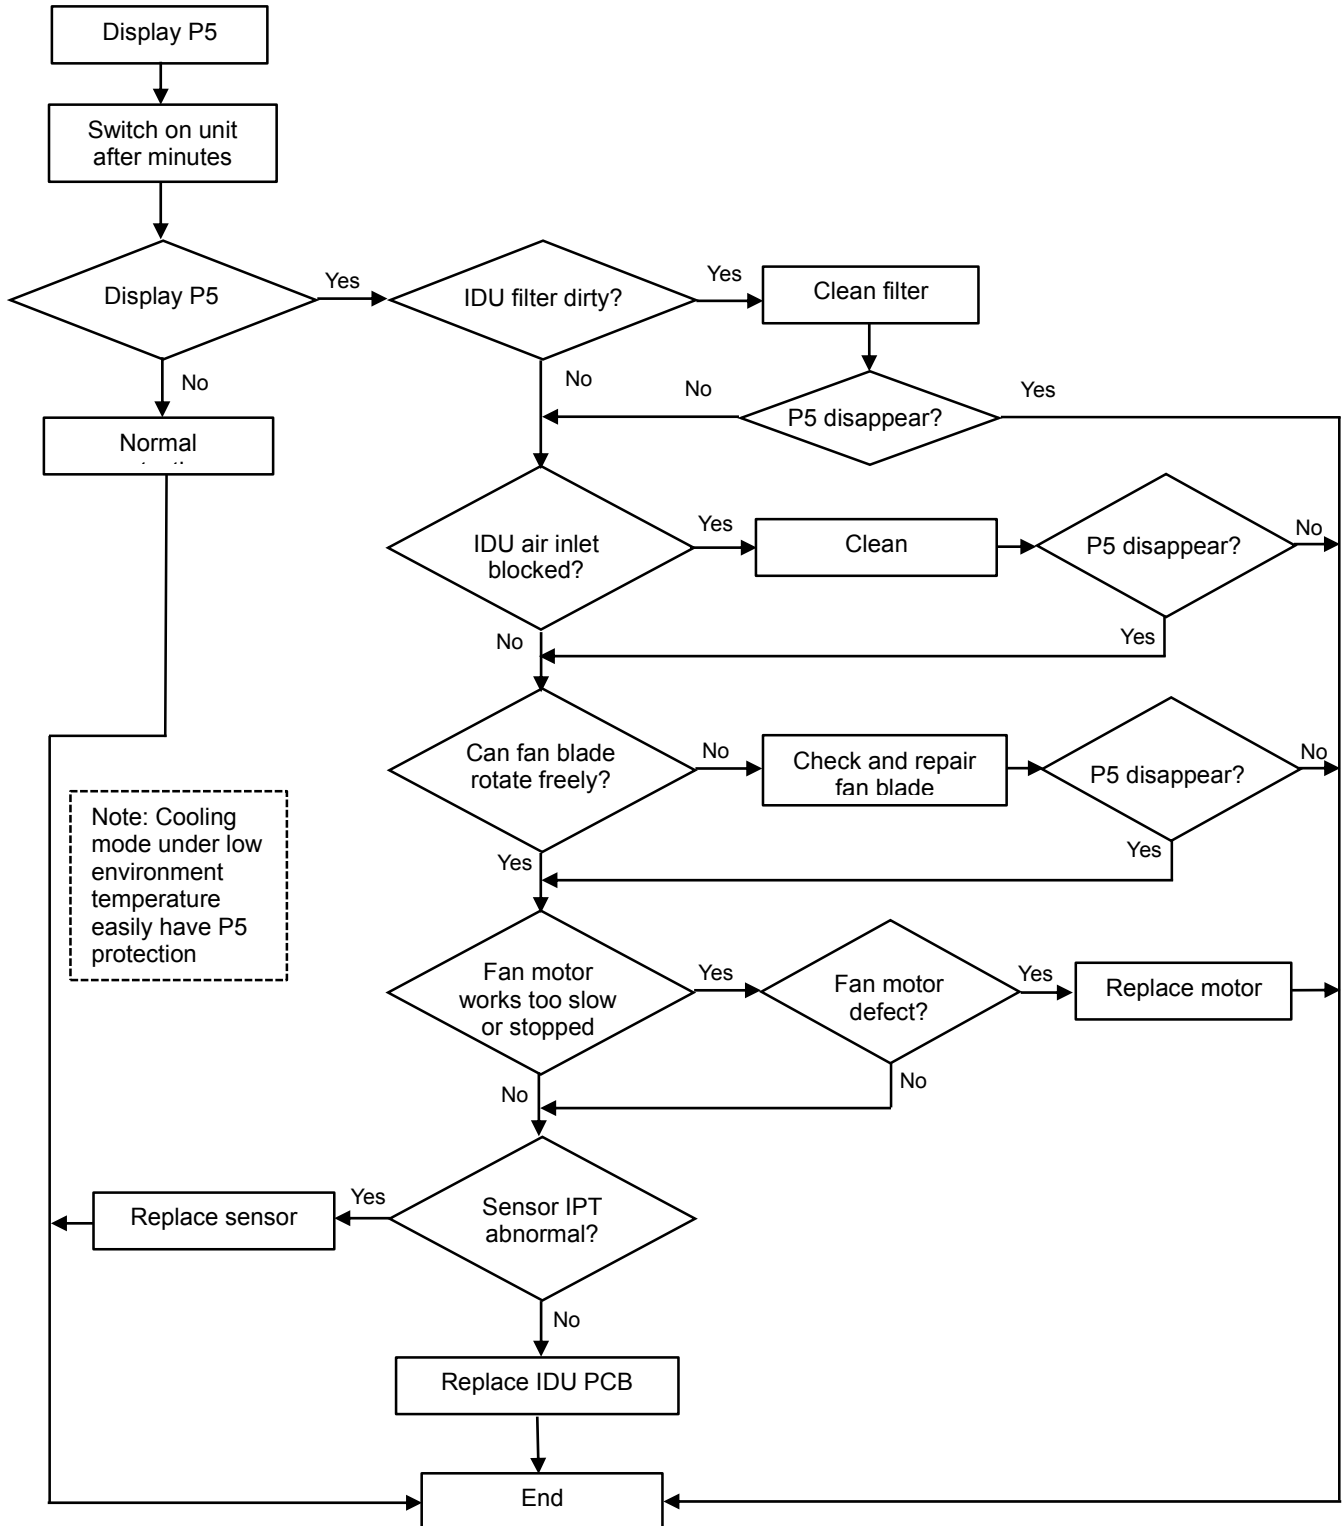 Display P5
Switch on unit
after minutes
Display P5
Yes
IDU filter dirty?
Yes
Clean filter
No
No
No
Yes
P5 disappear?
Normal
IDU air inlet
blocked?
Yes
Clean
P5 disappear?
No
No
Yes
Can fan blade
rotate freely?
No
Check and repair
fan blade
P5 disappear?
No
Yes
Yes
Note: Cooling
mode under low
environment
temperature
easily have P5
protection
Fan motor
works too slow
or stopped
Yes
Fan motor
defect?
Yes
Replace motor
No
No
Replace sensor
Yes
Sensor IPT
abnormal?
No
Replace IDU PCB
End